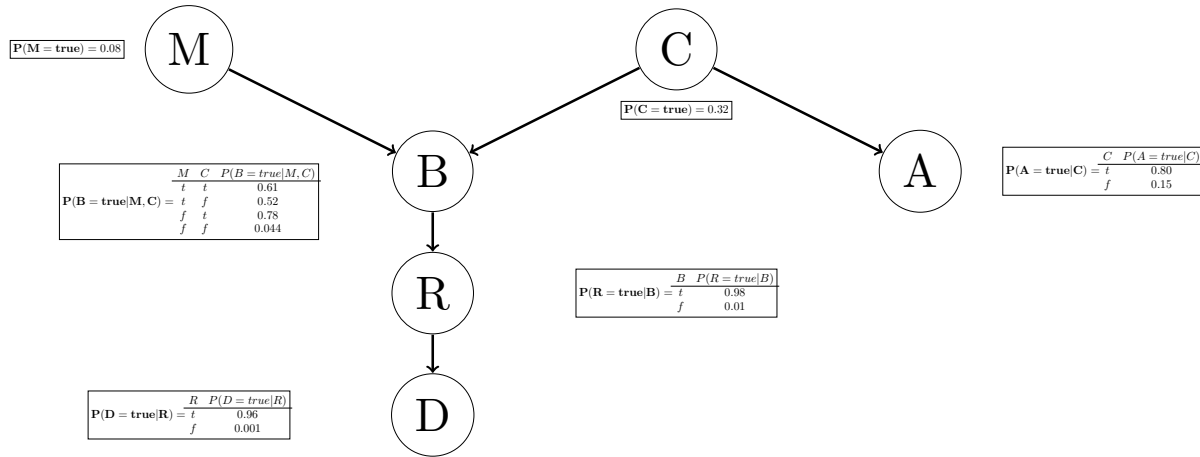 M
C
P(M = true) = 0.08
P(C = true) = 0.32
B
A
M C P(B = true|M, C)
P(B = true|M, C) = t t 0.61
t f 0.52
f t 0.78
f f 0.044
C P(A = true|C)
P(A = true|C) = t 0.80
f 0.15
R
B P(R = true|B)
P(R = true|B) = t 0.98
f 0.01
D
R P(D = true|R)
P(D = true|R) = t 0.96
f 0.001